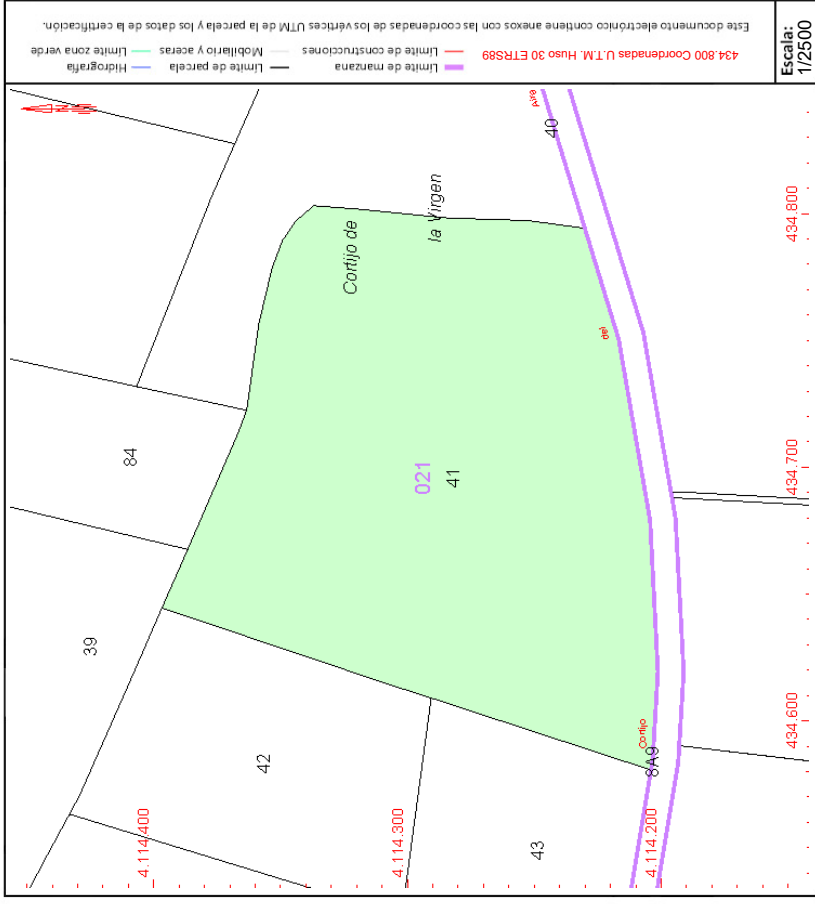 Este documento electrónico contiene anexos con las coordenadas de los vértices UTM de la parcela y los datos de la certificación.
434.800 Coordenadas U.T.M. Huso 30 ETRS89
Límite de manzana
Límite de construcciones
Límite de parcela
Mobiliario y aceras
Hidrografía
Límite zona verde
Escala:
1/2500
40
434.800
Cortijo de
la Virgen
84
434.700
021
41
39
434.600
Cortijo
8A9
42
4.114.400
4.114.300
4.114.200
43